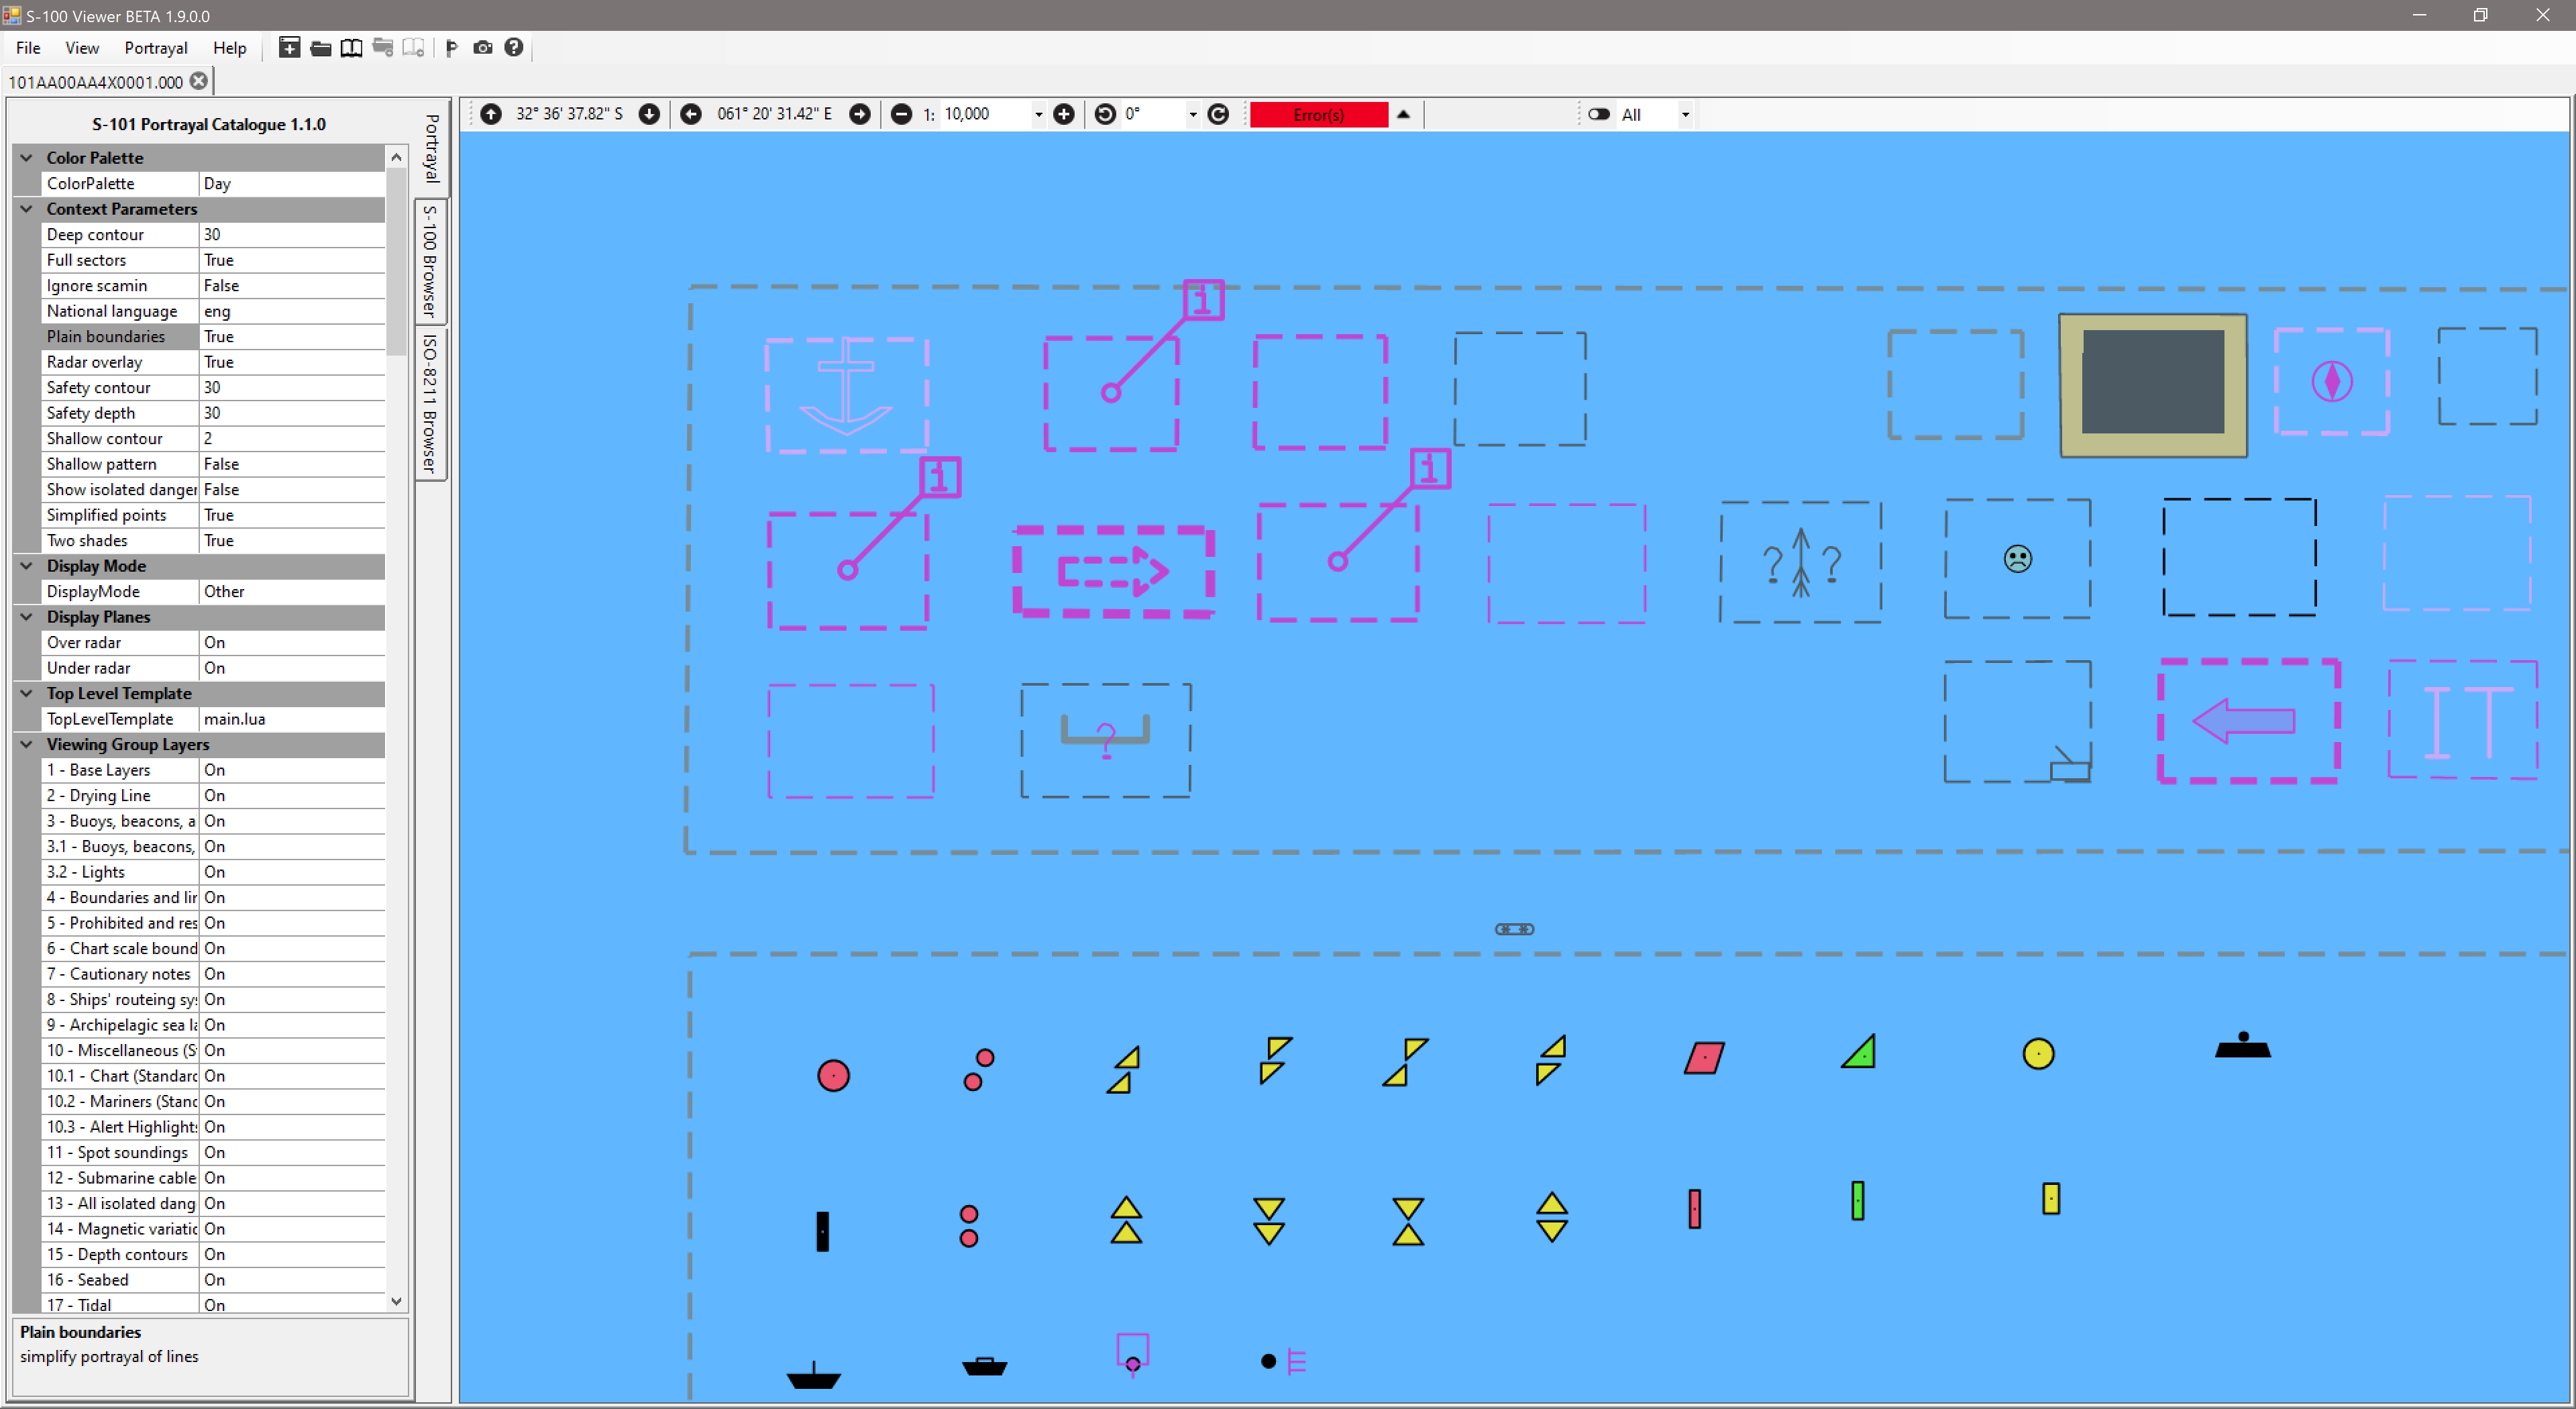 S-100 Viewer BETA 1.9.0.0
File View Portrayal Help
101AA00AA4X0001.000
S-101 Portrayal Catalogue 1.1.0
Color Palette
ColorPalette Day
Context Parameters
Deep contour 30
Full sectors True
Ignore scamin False
National language eng
Plain boundaries True
Radar overlay True
Safety contour 30
Safety depth 30
Shallow contour 2
Shallow pattern False
Show isolated danger False
Simplified points True
Two shades True
Display Mode
DisplayMode Other
Display Planes
Over radar On
Under radar On
Top Level Template
TopLevelTemplate main.lua
Viewing Group Layers
1 - Base Layers On
2 - Drying Line On
3 - Buoys, beacons, a On
3.1 - Buoys, beacons, On
3.2 - Lights On
4 - Boundaries and lir On
5 - Prohibited and res On
6 - Chart scale bound On
7 - Cautionary notes On
8 - Ships' routeing sy On
9 - Archipelagic sea la On
10 - Miscellaneous (S On
10.1 - Chart (Standard On
10.2 - Mariners (Stand On
10.3 - Alert Highlight On
11 - Spot soundings On
12 - Submarine cable On
13 - All isolated dang On
14 - Magnetic variatic On
15 - Depth contours On
16 - Seabed On
17 - Tidal On
Plain boundaries
simplify portrayal of lines
Portrayal
S-100 Browser
ISO-8211 Browser
32° 36' 37.82" S 061° 20' 31.42" E 1: 10,000 0° Error(s) All
i
i
i
? ?
?
IT